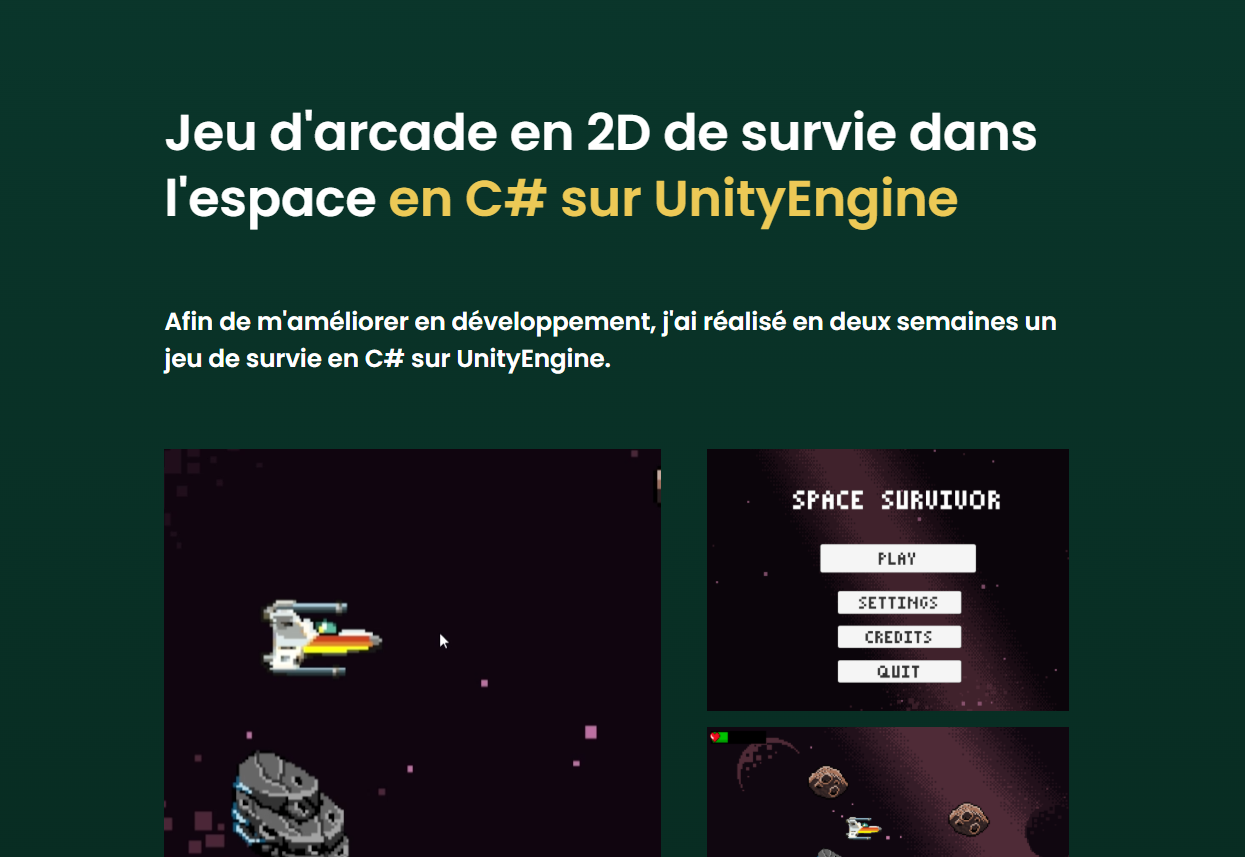 Jeu d'arcade en 2D de survie dans
l'espace en C# sur UnityEngine
Afin de m'améliorer en développement, j'ai réalisé en deux semaines un
jeu de survie en C# sur UnityEngine.
SPACE SURVIVOR
PLAY
SETTINGS
CREDITS
QUIT